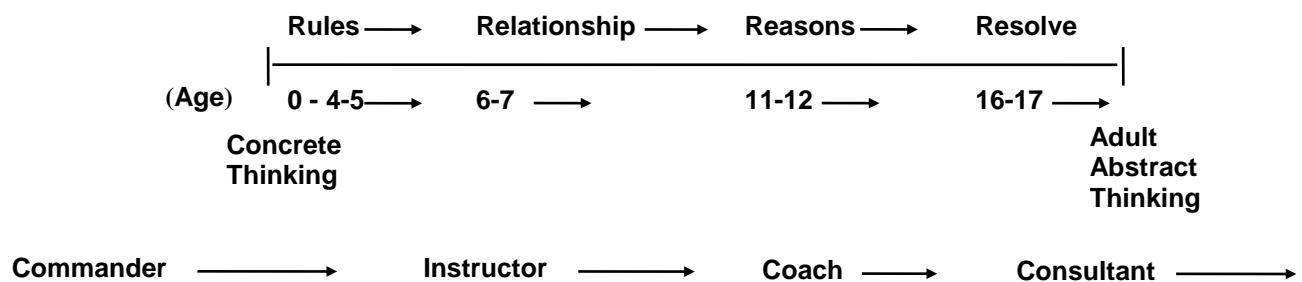 Rules Relationship Reasons Resolve
(Age) 0 - 4-5 6-7 11-12 16-17
Concrete
Thinking
Adult
Abstract
Thinking
Commander Instructor Coach Consultant